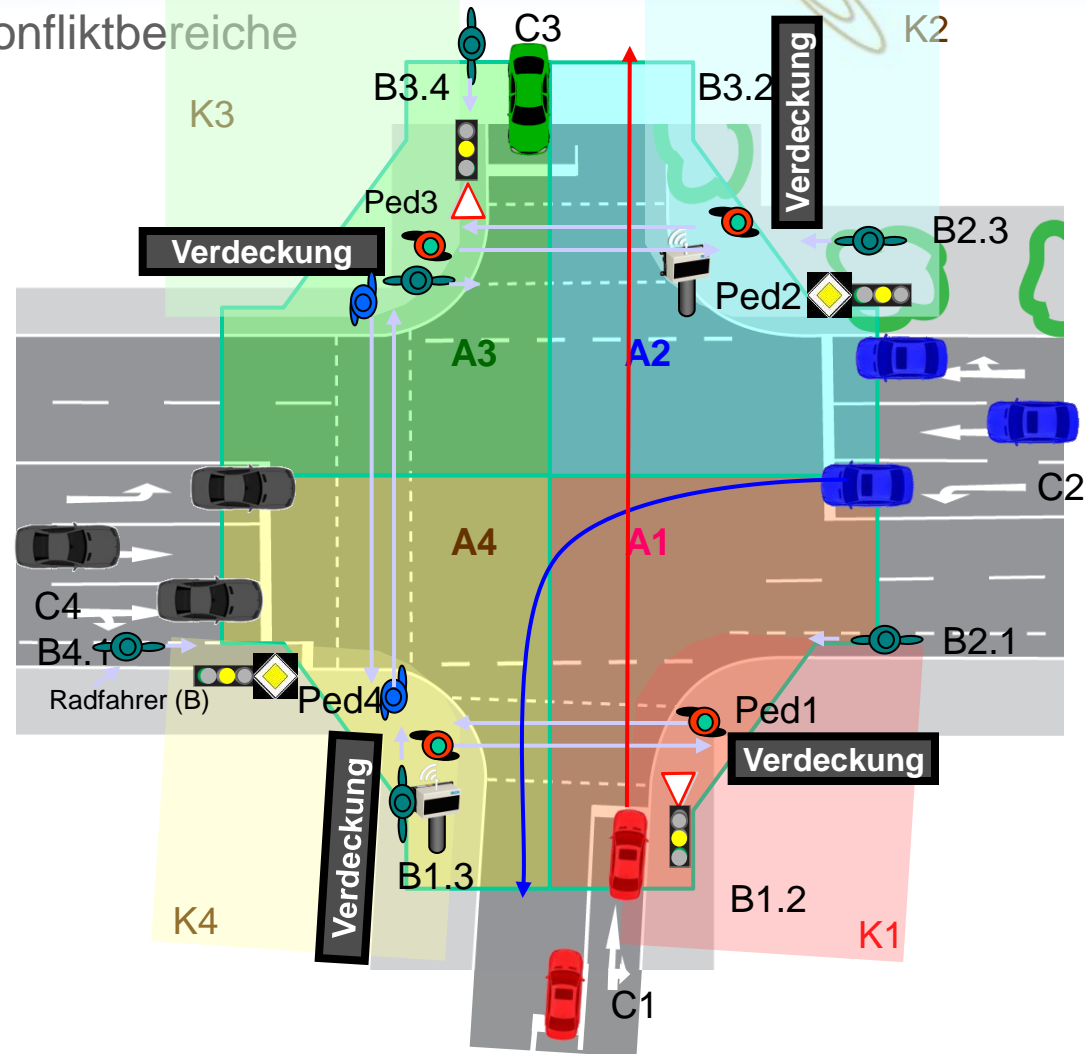 onfliktbereiche
C3
K2
B3.4
B3.2
Verdeckung
K3
Ped3
Verdeckung
B2.3
Ped2
A3
A2
C2
A4
A1
C4
B4.1
B2.1
Radfahrer (B)
Ped4
Ped1
Verdeckung
Verdeckung
B1.3
B1.2
K4
K1
C1